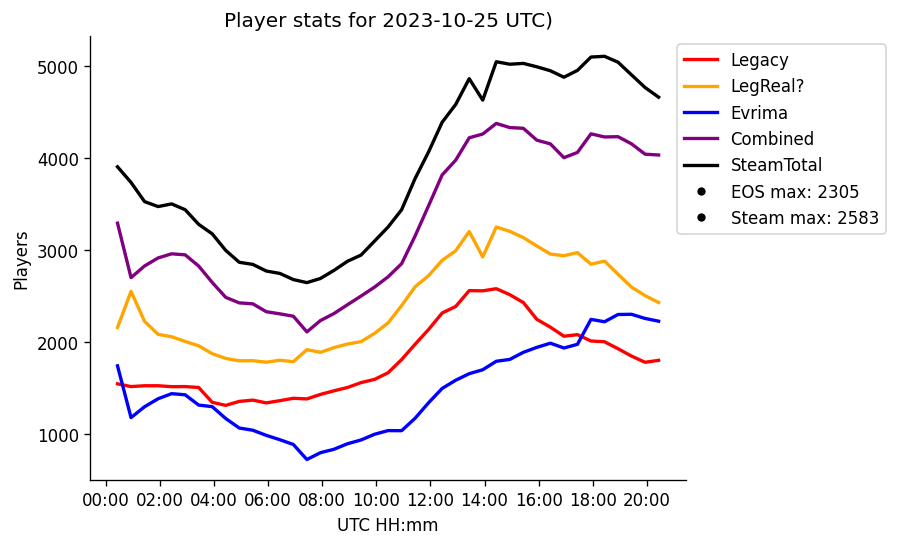 Player stats for 2023-10-25 UTC)
Players
5000
4000
3000
2000
1000
00:00 02:00 04:00 06:00 08:00 10:00 12:00 14:00 16:00 18:00 20:00
UTC HH:mm
Legacy
LegReal?
Evrima
Combined
SteamTotal
EOS max: 2305
Steam max: 2583